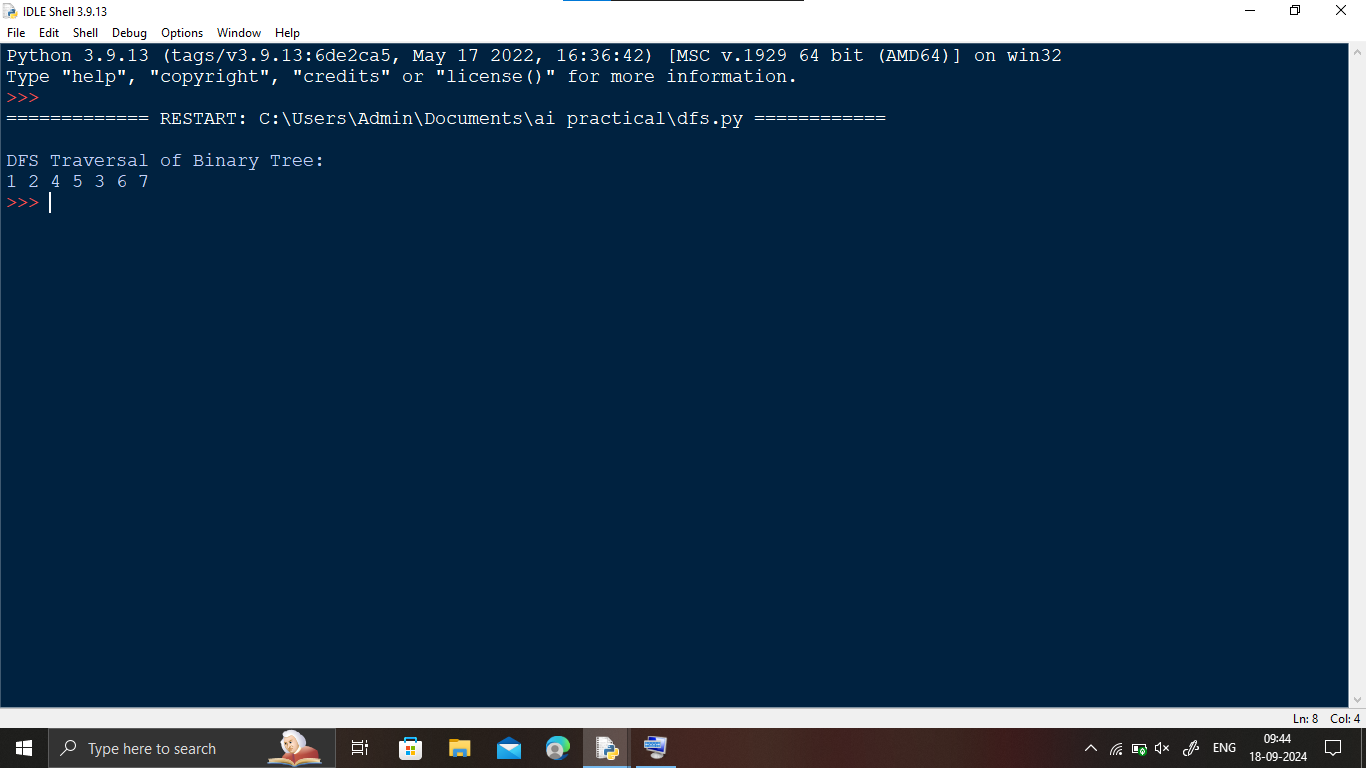 IDLE Shell 3.9.13
File Edit Shell Debug Options Window Help
Python 3.9.13 (tags/v3.9.13:6de2ca5, May 17 2022, 16:36:42) [MSC v.1929 64 bit (AMD64)] on win32
Type "help", "copyright", "credits" or "license()" for more information.
>>>
============= RESTART: C:\Users\Admin\Documents\ai practical\dfs.py ============
DFS Traversal of Binary Tree:
1 2 4 5 3 6 7
>>>
Ln: 8 Col: 4
Type here to search
ENG
09:44
18-09-2024